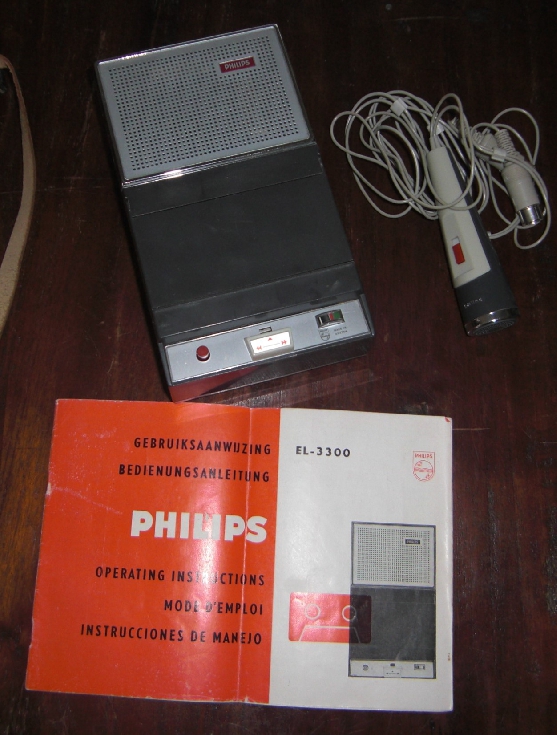 PHILIPS
GEBRUIKSAANWIJZING
BEDIENUNGSANLEITUNG
PHILIPS
OPERATING INSTRUCTIONS
MODE D'EMPLOI
INSTRUCCIONES DE MANEJO
EL-3300
PHILIPS
PHILIPS